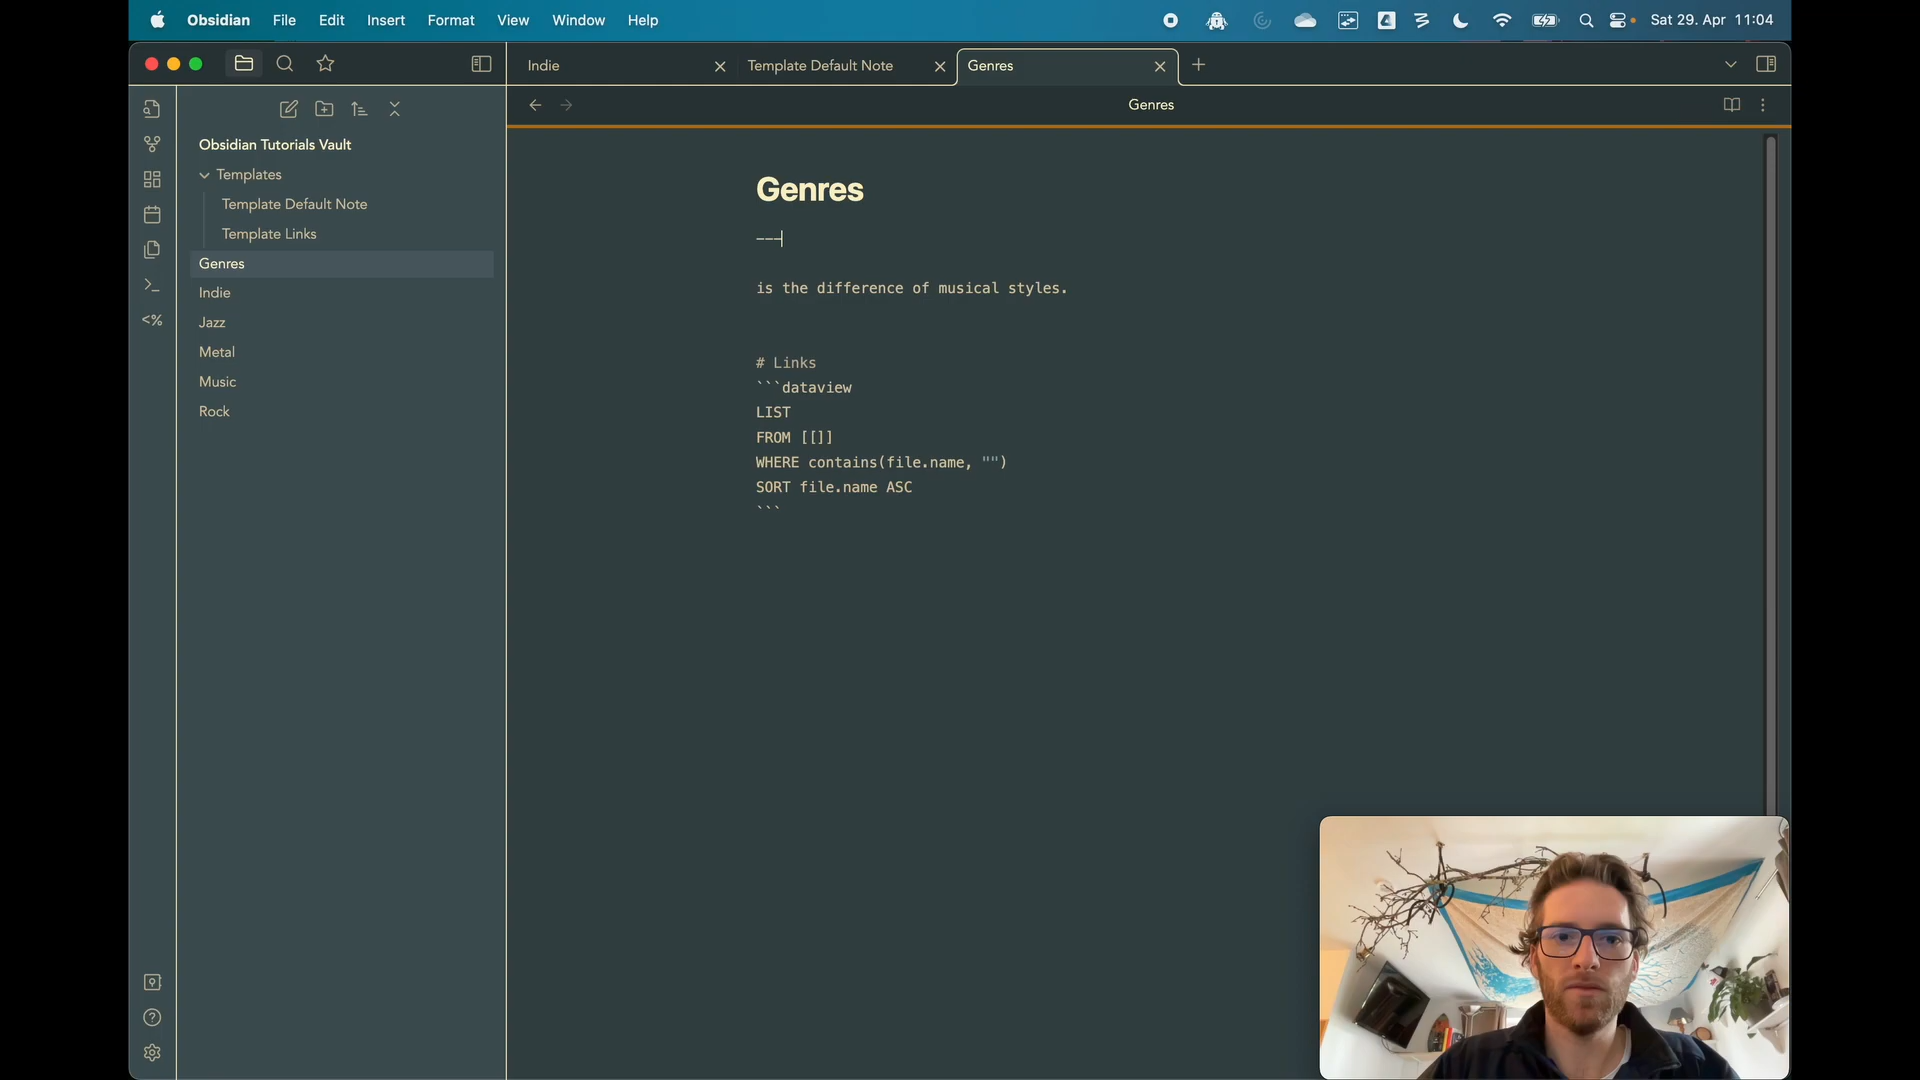 Obsidian File Edit Insert Format View Window Help Sat 29. Apr 11:04
Indie Template Default Note Genres
Genres
Obsidian Tutorials Vault
Templates
Template Default Note
Template Links
Genres
Indie
Jazz
Metal
Music
Rock
<%
Genres
---
is the difference of musical styles.
# Links
```dataview
LIST
FROM [[]]
WHERE contains(file.name, "")
SORT file.name ASC
```